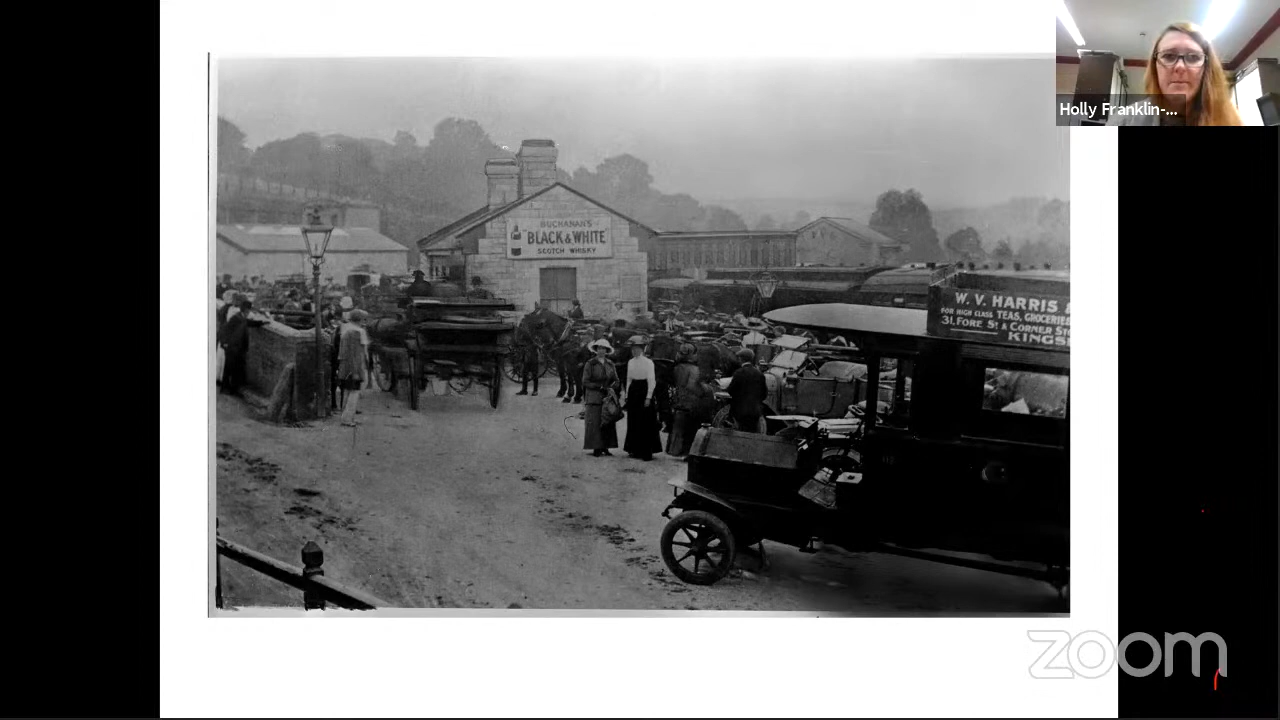 Holly Franklin-...
BUCHANAN'S
"BLACK & WHITE"
SCOTCH WHISKY
W. V. HARRIS &
FOR HIGH CLASS TEAS, GROCERIE
31, FORE ST & CORNER ST
KINGS
zoom